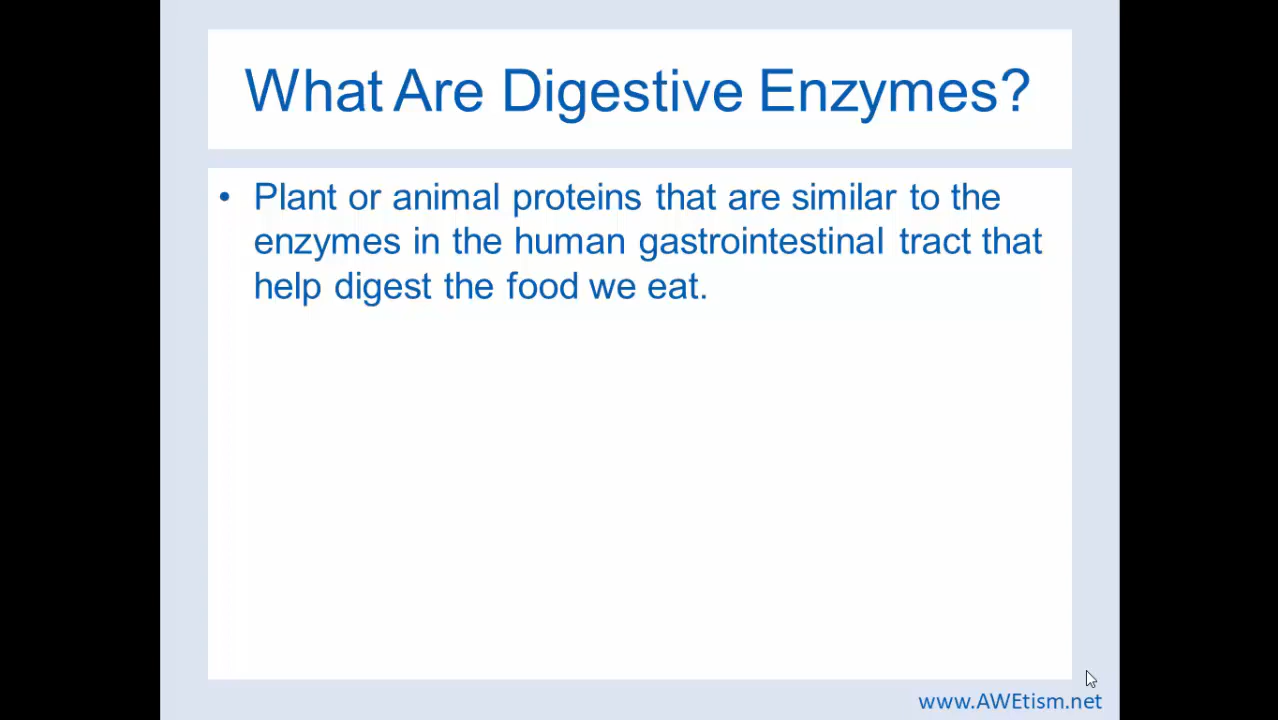 What Are Digestive Enzymes?
• Plant or animal proteins that are similar to the
enzymes in the human gastrointestinal tract that
help digest the food we eat.
www.AWEtism.net